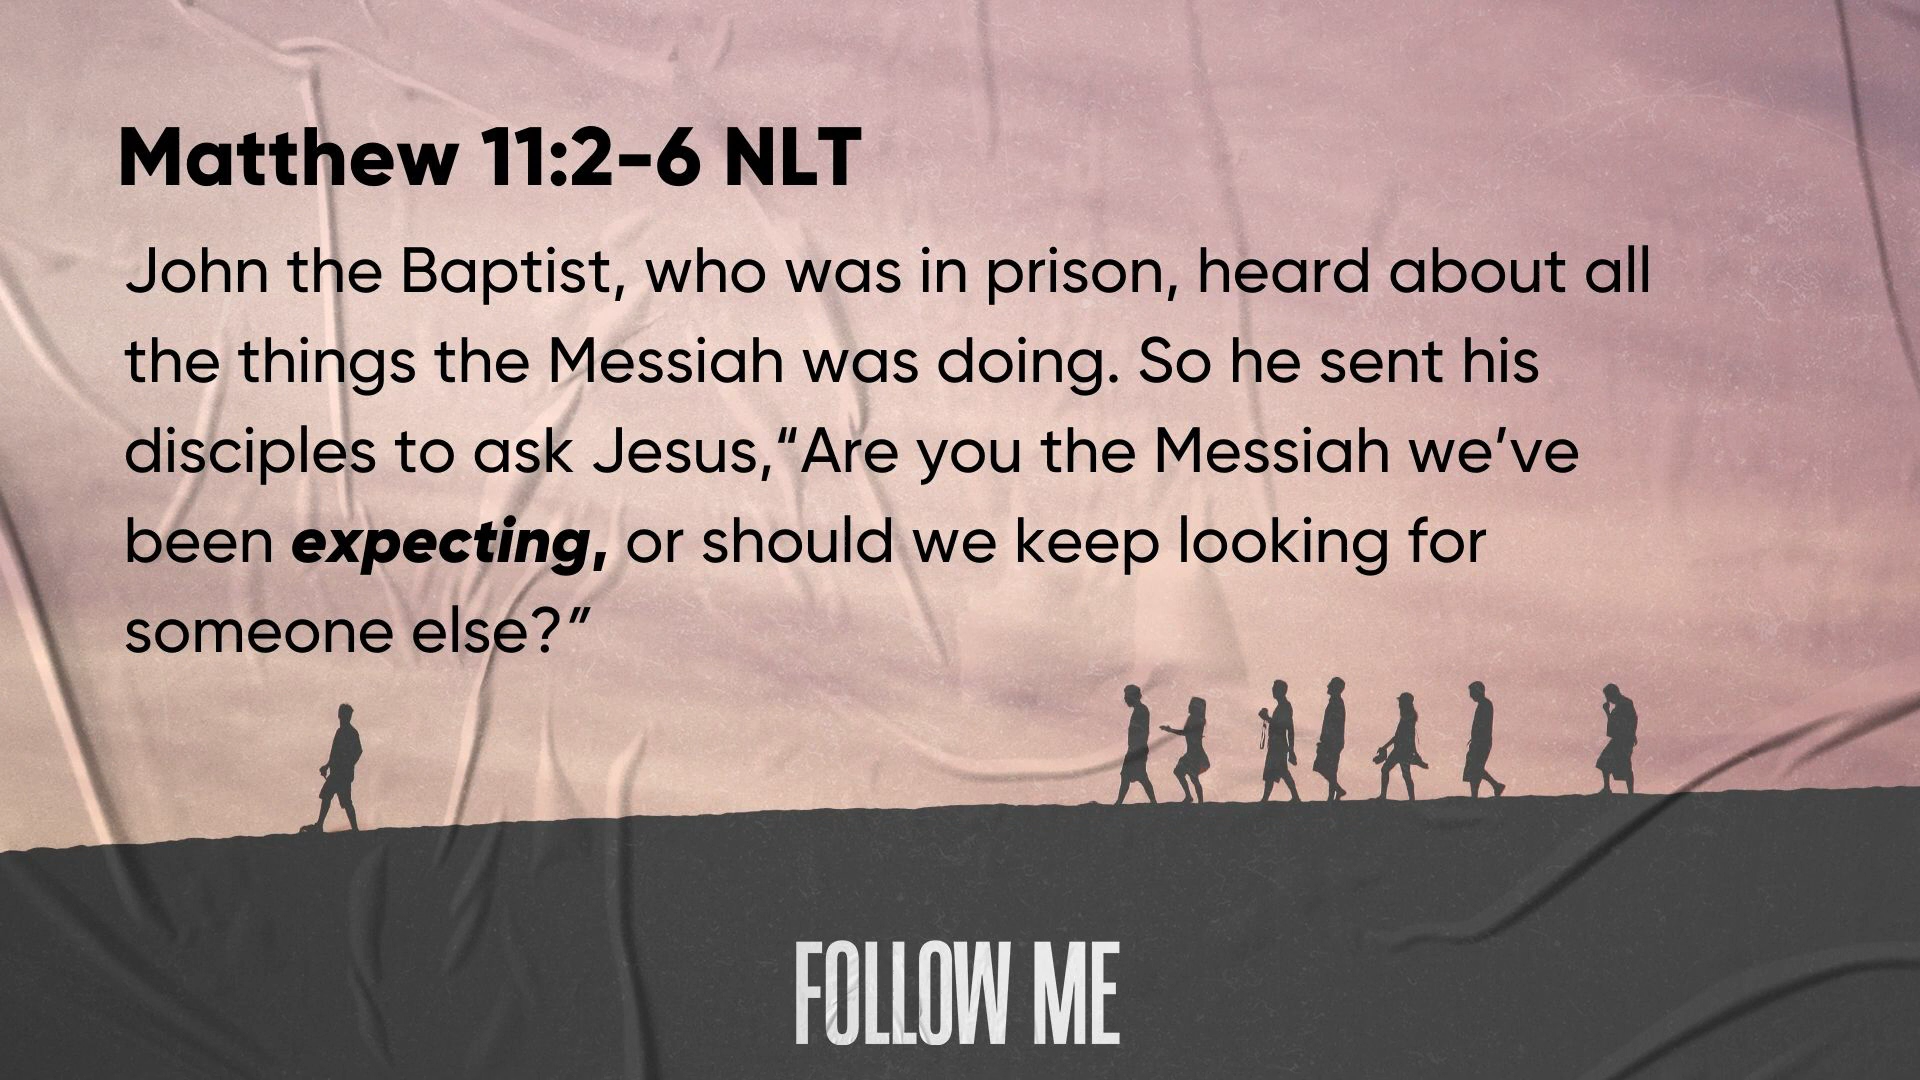 Matthew 11:2-6 NLT
John the Baptist, who was in prison, heard about all
the things the Messiah was doing. So he sent his
disciples to ask Jesus,“Are you the Messiah we’ve
been expecting, or should we keep looking for
someone else?”
FOLLOW ME